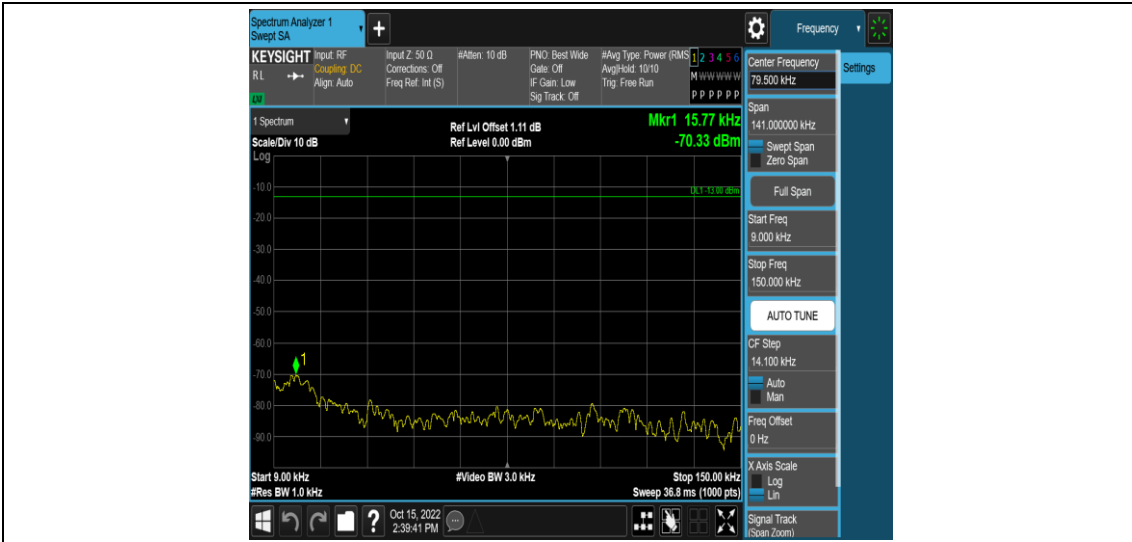 Spectrum Analyzer 1
Swept SA
+
Frequency
KEYSIGHT
RL
LNI
Input: RF
Coupling: DC
Align: Auto
Input Z: 50 Ω
Corrections: Off
Freq Ref: Int (S)
#Atten: 10 dB
PNO: Best Wide
Gate: Off
IF Gain: Low
Sig Track: Off
#Avg Type: Power (RMS
Avg|Hold: 10/10
Trig: Free Run
1 2 3 4 5 6
M W W W W W
P P P P P P
1 Spectrum
Scale/Div 10 dB
Log
Ref Lvl Offset 1.11 dB
Ref Level 0.00 dBm
Mkr1 15.77 kHz
-70.33 dBm
DL1 -13.00 dBm
-10.0
-20.0
-30.0
-40.0
-50.0
-60.0
1
-70.0
-80.0
-90.0
Start 9.00 kHz
#Res BW 1.0 kHz
#Video BW 3.0 kHz
Stop 150.00 kHz
Sweep 36.8 ms (1000 pts)
Center Frequency
79.500 kHz
Settings
Span
141.000000 kHz
Swept Span
Zero Span
Full Span
Start Freq
9.000 kHz
Stop Freq
150.000 kHz
AUTO TUNE
CF Step
14.100 kHz
Auto
Man
Freq Offset
0 Hz
X Axis Scale
Log
Lin
Signal Track
(Span Zoom)
?
Oct 15, 2022
2:39:41 PM